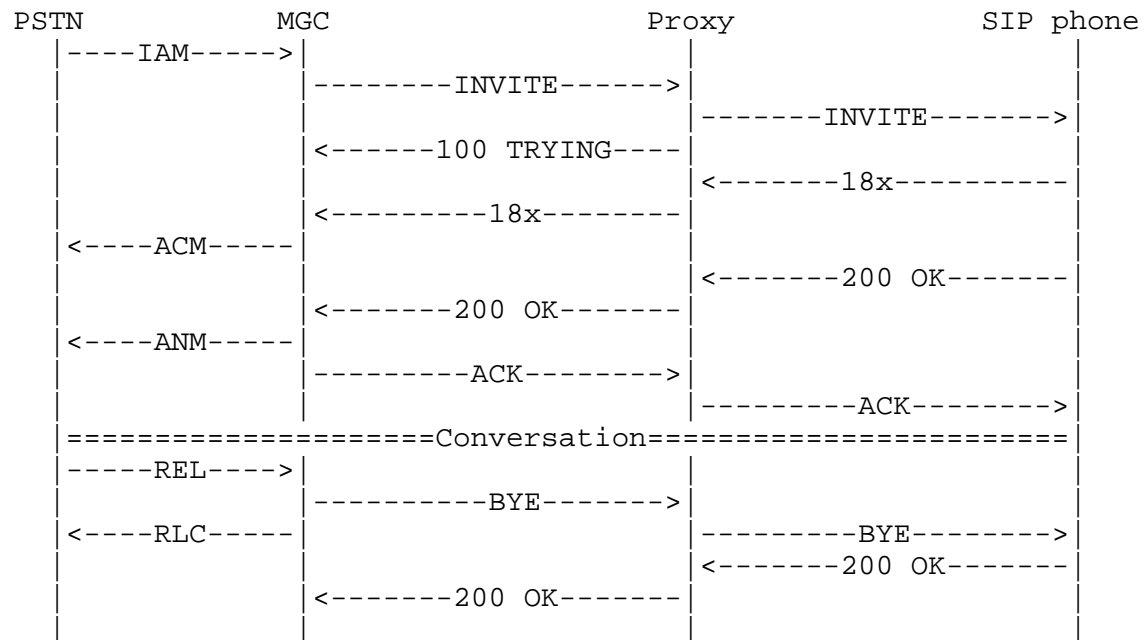 PSTN MGC Proxy SIP phone
|----IAM----->| | |
| |--------INVITE------>| |
| | |-------INVITE------->|
| |<------100 TRYING----| |
| | |<-------18x----------|
| |<---------18x--------| |
|<----ACM-----| | |
| | |<-------200 OK-------|
| |<-------200 OK-------| |
|<----ANM-----| | |
| |---------ACK-------->| |
| | |---------ACK-------->|
|=====================Conversation========================|
|-----REL---->| | |
| |----------BYE------->| |
|<----RLC-----| |---------BYE-------->|
| | |<-------200 OK-------|
| |<-------200 OK-------| |
| | | |